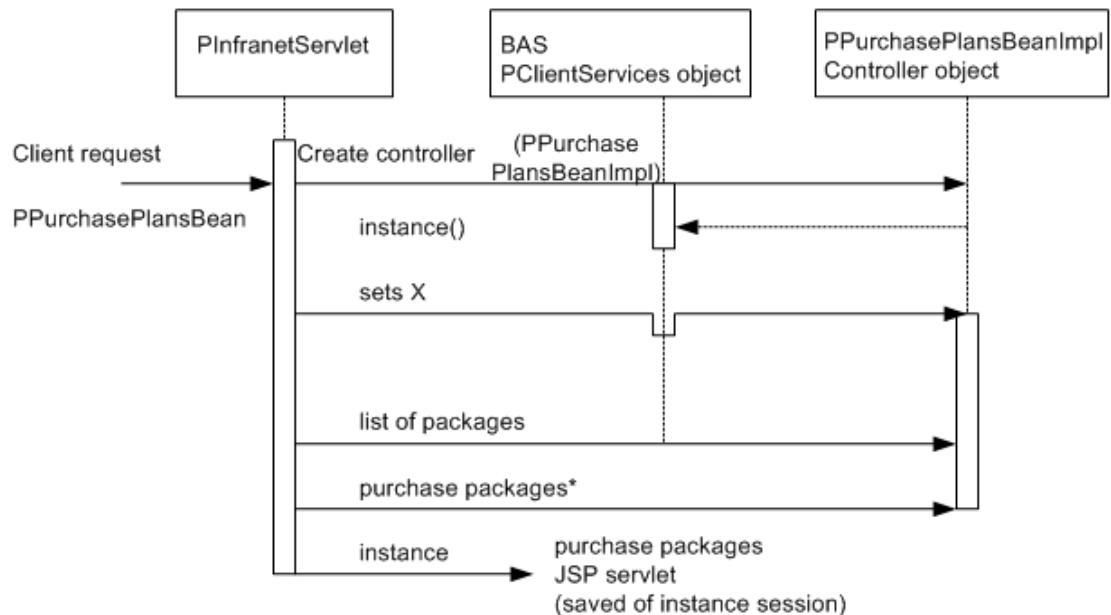 PInfranetServlet
BAS
PClientServices object
PPurchasePlansBeanImpl
Controller object
Client request
PPurchasePlansBean
Create controller
(PPurchase
PlansBeanImpl)
instance()
sets X
list of packages
purchase packages*
instance
purchase packages
JSP servlet
(saved of instance session)